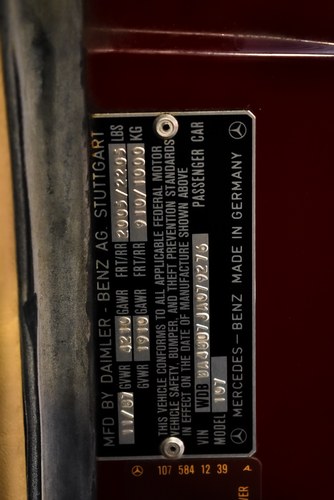 MFD BY DAIMLER-BENZ AG. STUTTGART
11/87 GVWR 4210 GAWR FRT/RR 2005/2205 LBS
GVWR 1910 GAWR FRT/RR 910/1000 KG
THIS VEHICLE CONFORMS TO ALL APPLICABLE FEDERAL MOTOR
VEHICLE SAFETY, BUMPER, AND THEFT PREVENTION STANDARDS
IN EFFECT ON THE DATE OF MANUFACTURE SHOWN ABOVE
VIN WDB PASSENGER CAR
MODEL 107
MERCEDES-BENZ MADE IN GERMANY
107 584 12 39 A.
VER